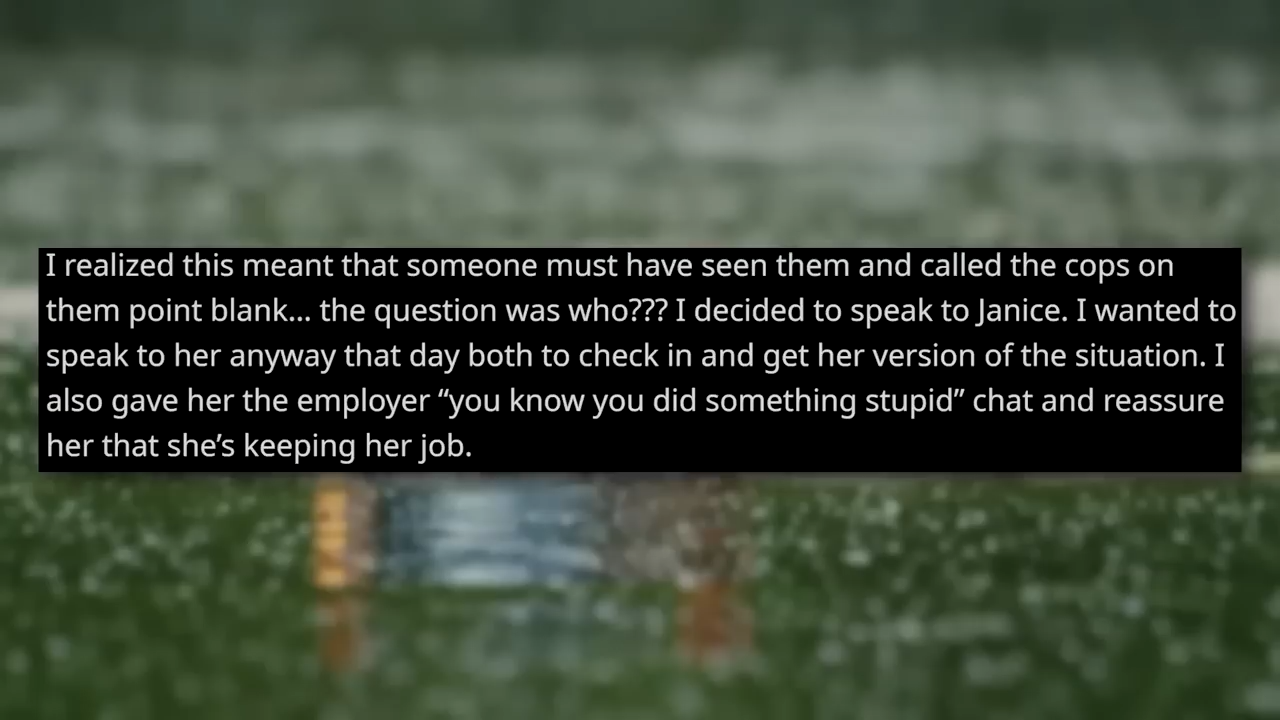 I realized this meant that someone must have seen them and called the cops on
them point blank... the question was who??? I decided to speak to Janice. I wanted to
speak to her anyway that day both to check in and get her version of the situation. I
also gave her the employer “you know you did something stupid” chat and reassure
her that she’s keeping her job.